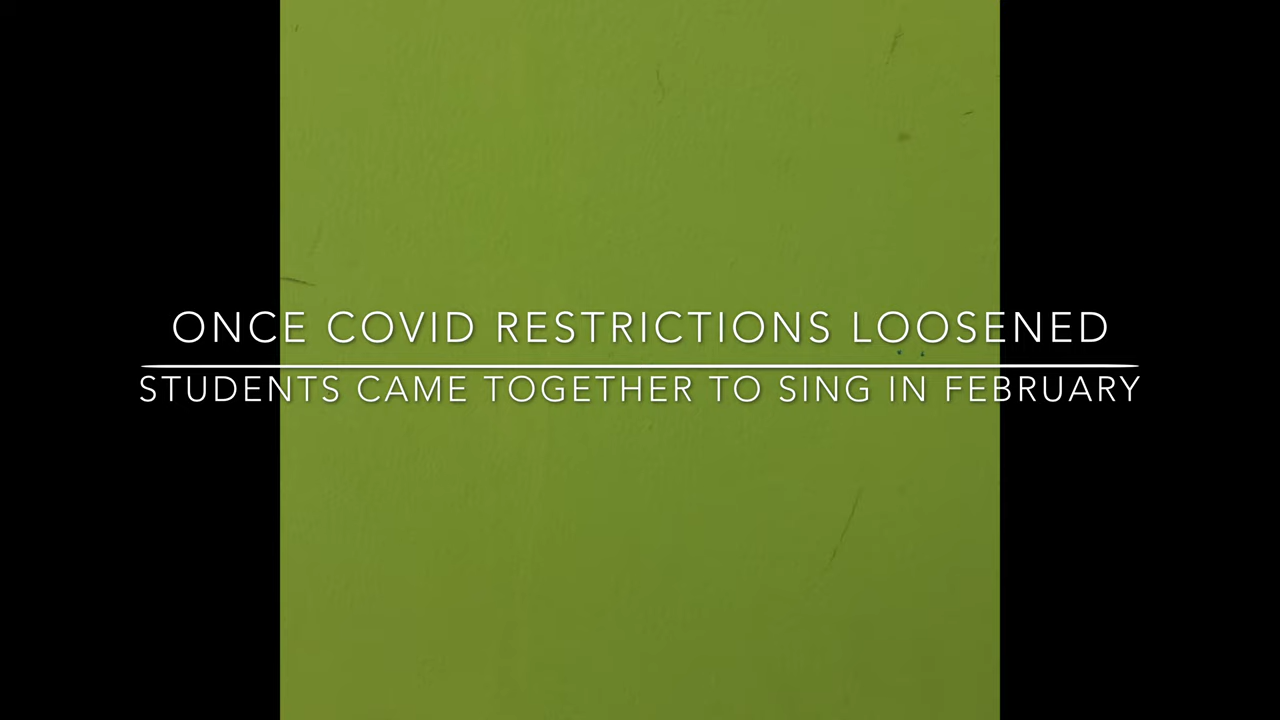 ONCE COVID RESTRICTIONS LOOSENED
STUDENTS CAME TOGETHER TO SING IN FEBRUARY